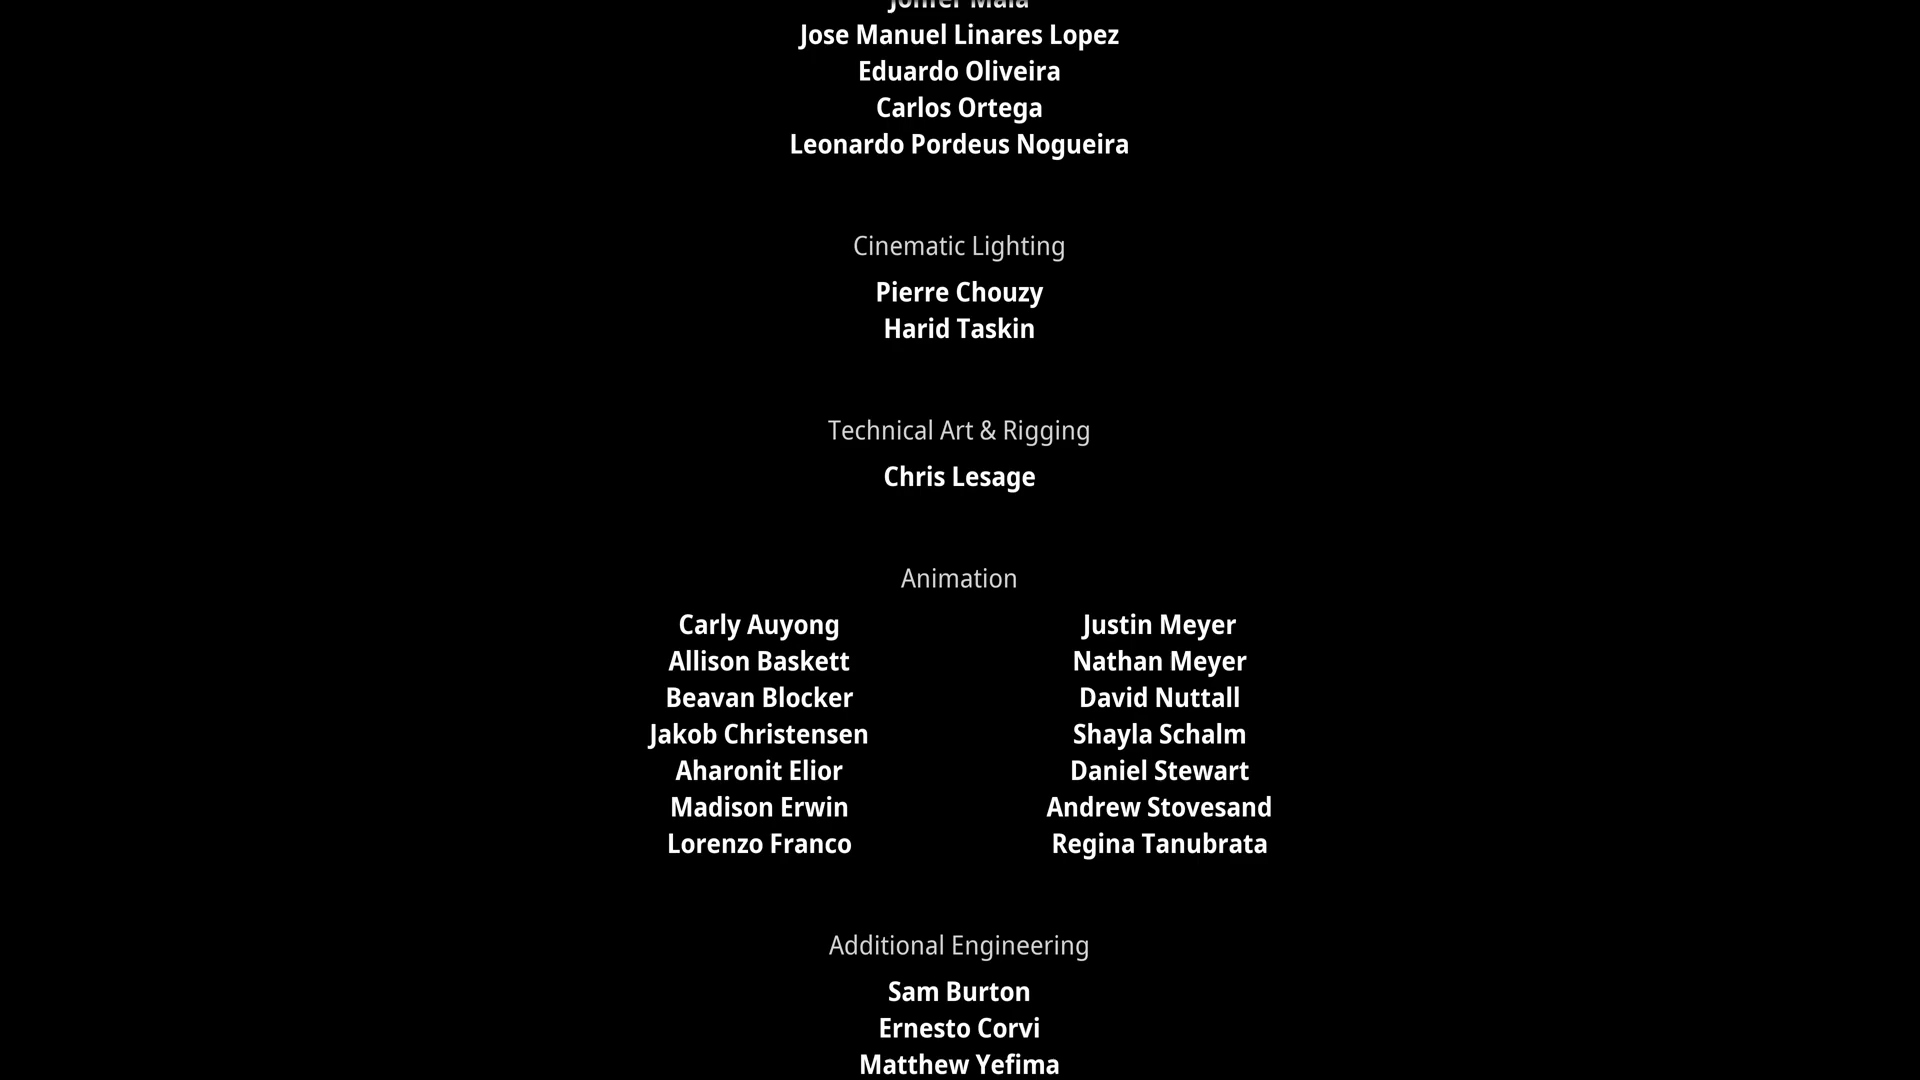 Jose Manuel Linares Lopez
Eduardo Oliveira
Carlos Ortega
Leonardo Pordeus Nogueira
Cinematic Lighting
Pierre Chouzy
Harid Taskin
Technical Art & Rigging
Chris Lesage
Animation
Carly Auyong
Allison Baskett
Beavan Blocker
Jakob Christensen
Aharonit Elior
Madison Erwin
Lorenzo Franco
Justin Meyer
Nathan Meyer
David Nuttall
Shayla Schalm
Daniel Stewart
Andrew Stovesand
Regina Tanubrata
Additional Engineering
Sam Burton
Ernesto Corvi
Matthew Yefima